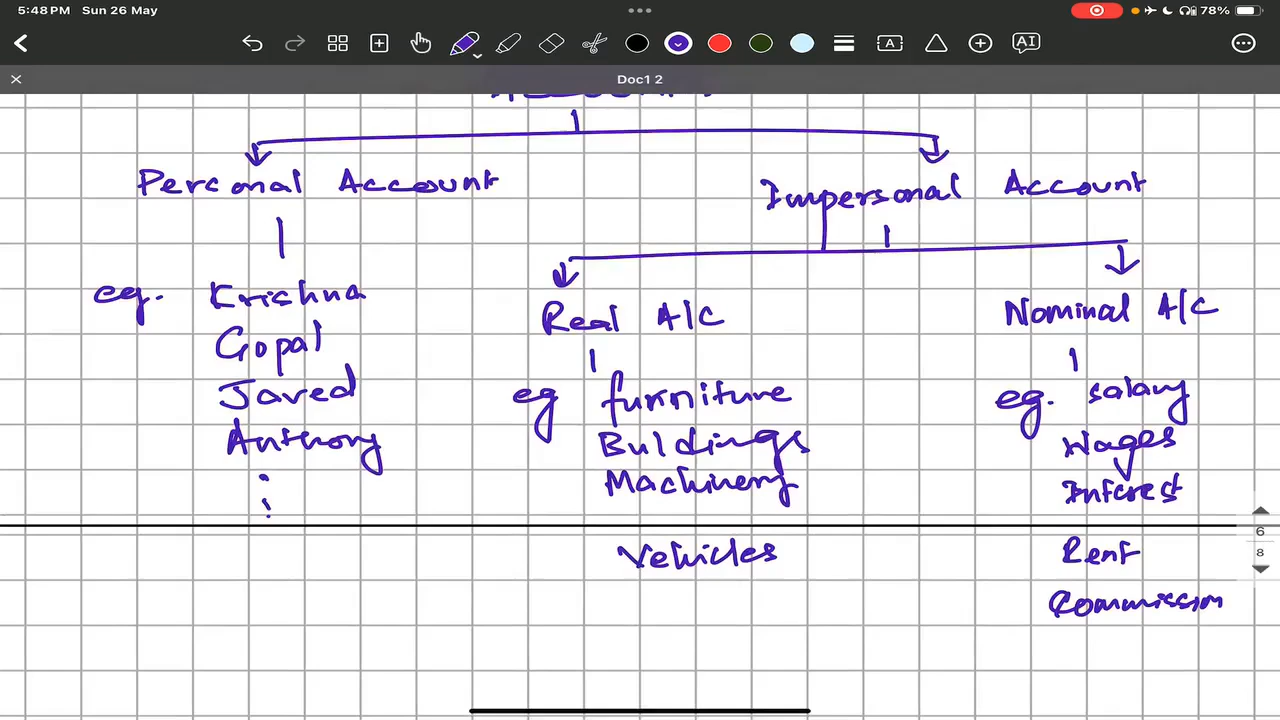 5:48 PM Sun 26 May
78%
AI
Doc1 2
Personal Account
Impersonal Account
eg. Krishna
Gopal
Javed
Anthony
Real A/C
eg furniture
Buildings
Machinery
Vehicles
Nominal A/C
eg. salary
Wages
Interest
Rent
Commission
6
8